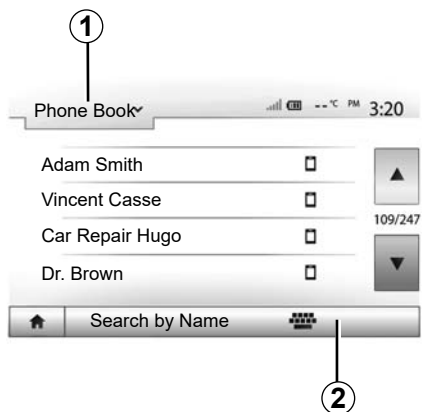 1
Phone Book
--°C PM 3:20
Adam Smith
Vincent Casse
109/247
Car Repair Hugo
Dr. Brown
Search by Name
2